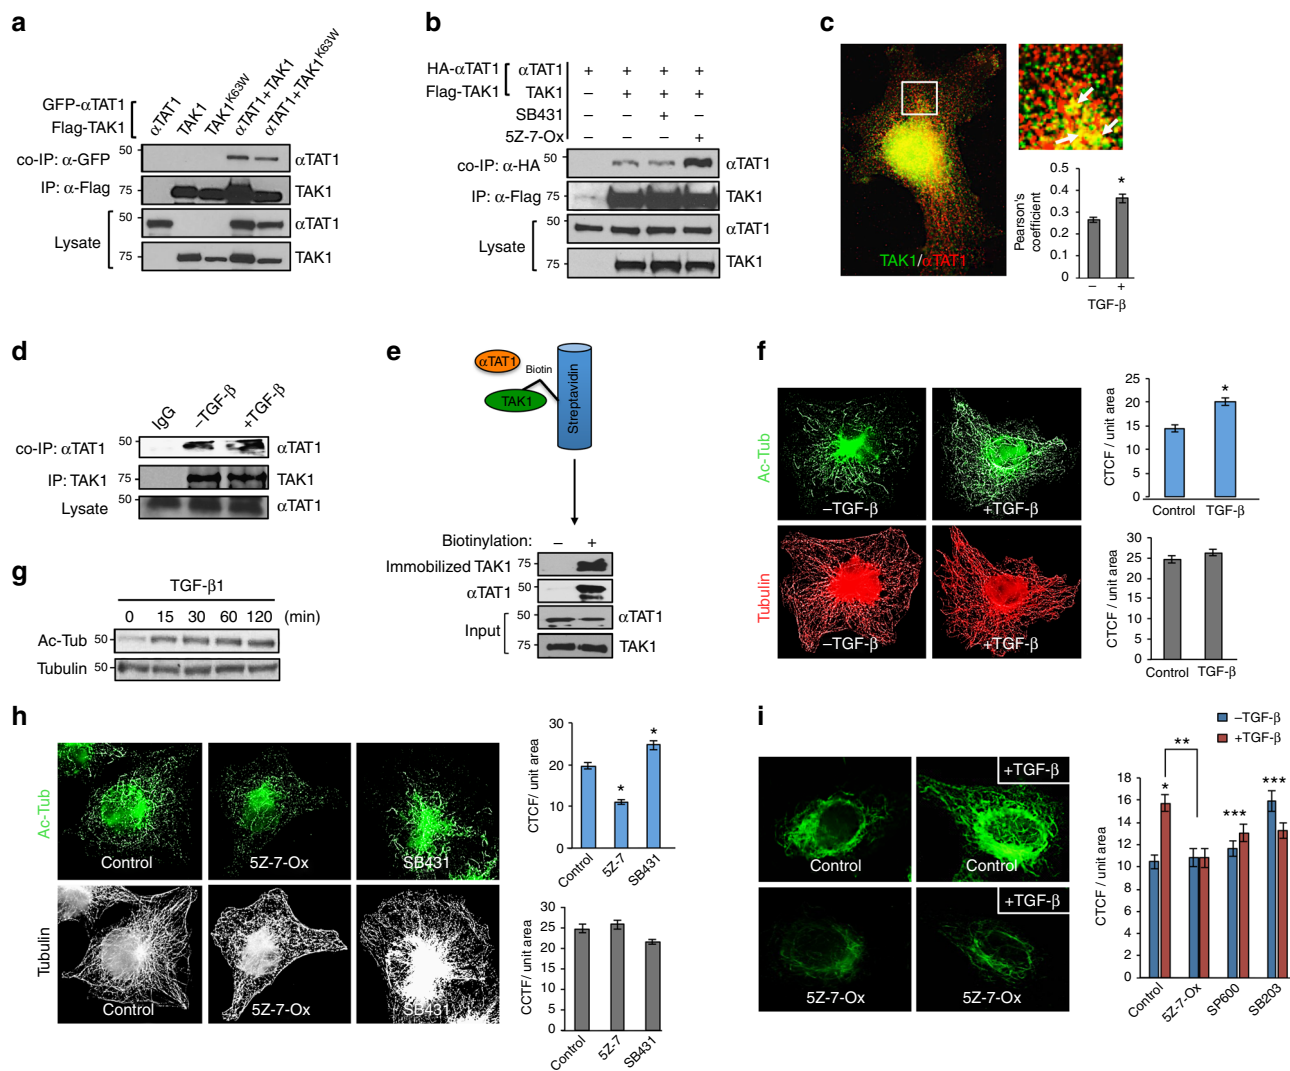 a
GFP-αTAT1
Flag-TAK1
αTAT1
TAK1
TAK1K63W
αTAT1+TAK1
αTAT1+TAK1K63W
co-IP: α-GFP
50
αTAT1
IP: α-Flag
75
TAK1
Lysate
50
αTAT1
75
TAK1
b
HA-αTAT1
Flag-TAK1
αTAT1 + + + +
TAK1 – + + +
SB431 – – + –
5Z-7-Ox – – – +
co-IP: α-HA
50
αTAT1
IP: α-Flag
75
TAK1
Lysate
50
αTAT1
75
TAK1
c
TAK1/αTAT1
Pearson's
coefficient
0.5
0.4
0.3
0.2
0.1
0
*
– +
TGF-β
d
IgG
–TGF-β
+TGF-β
co-IP: αTAT1
50
αTAT1
IP: TAK1
75
TAK1
Lysate
50
αTAT1
e
αTAT1
Biotin
TAK1
Streptavidin
Biotinylation: – +
Immobilized TAK1
75
αTAT1
50
Input
50
αTAT1
75
TAK1
f
Ac-Tub
–TGF-β
+TGF-β
Tubulin
–TGF-β
+TGF-β
CTCF / unit area
25
20
15
10
5
0
*
Control TGF-β
CTCF / unit area
30
25
20
15
10
5
0
Control TGF-β
g
TGF-β1
0 15 30 60 120 (min)
Ac-Tub
50
Tubulin
50
h
Ac-Tub
Control
5Z-7-Ox
SB431
Tubulin
Control
5Z-7-Ox
SB431
CTCF/ unit area
30
20
10
0
*
*
Control
5Z-7
SB431
CCTF/ unit area
30
25
20
15
10
5
0
Control
5Z-7
SB431
i
Control
+TGF-β
Control
5Z-7-Ox
+TGF-β
5Z-7-Ox
–TGF-β
+TGF-β
CTCF / unit area
18
16
14
12
10
8
6
4
2
0
*
**
***
***
Control
5Z-7-Ox
SP600
SB203